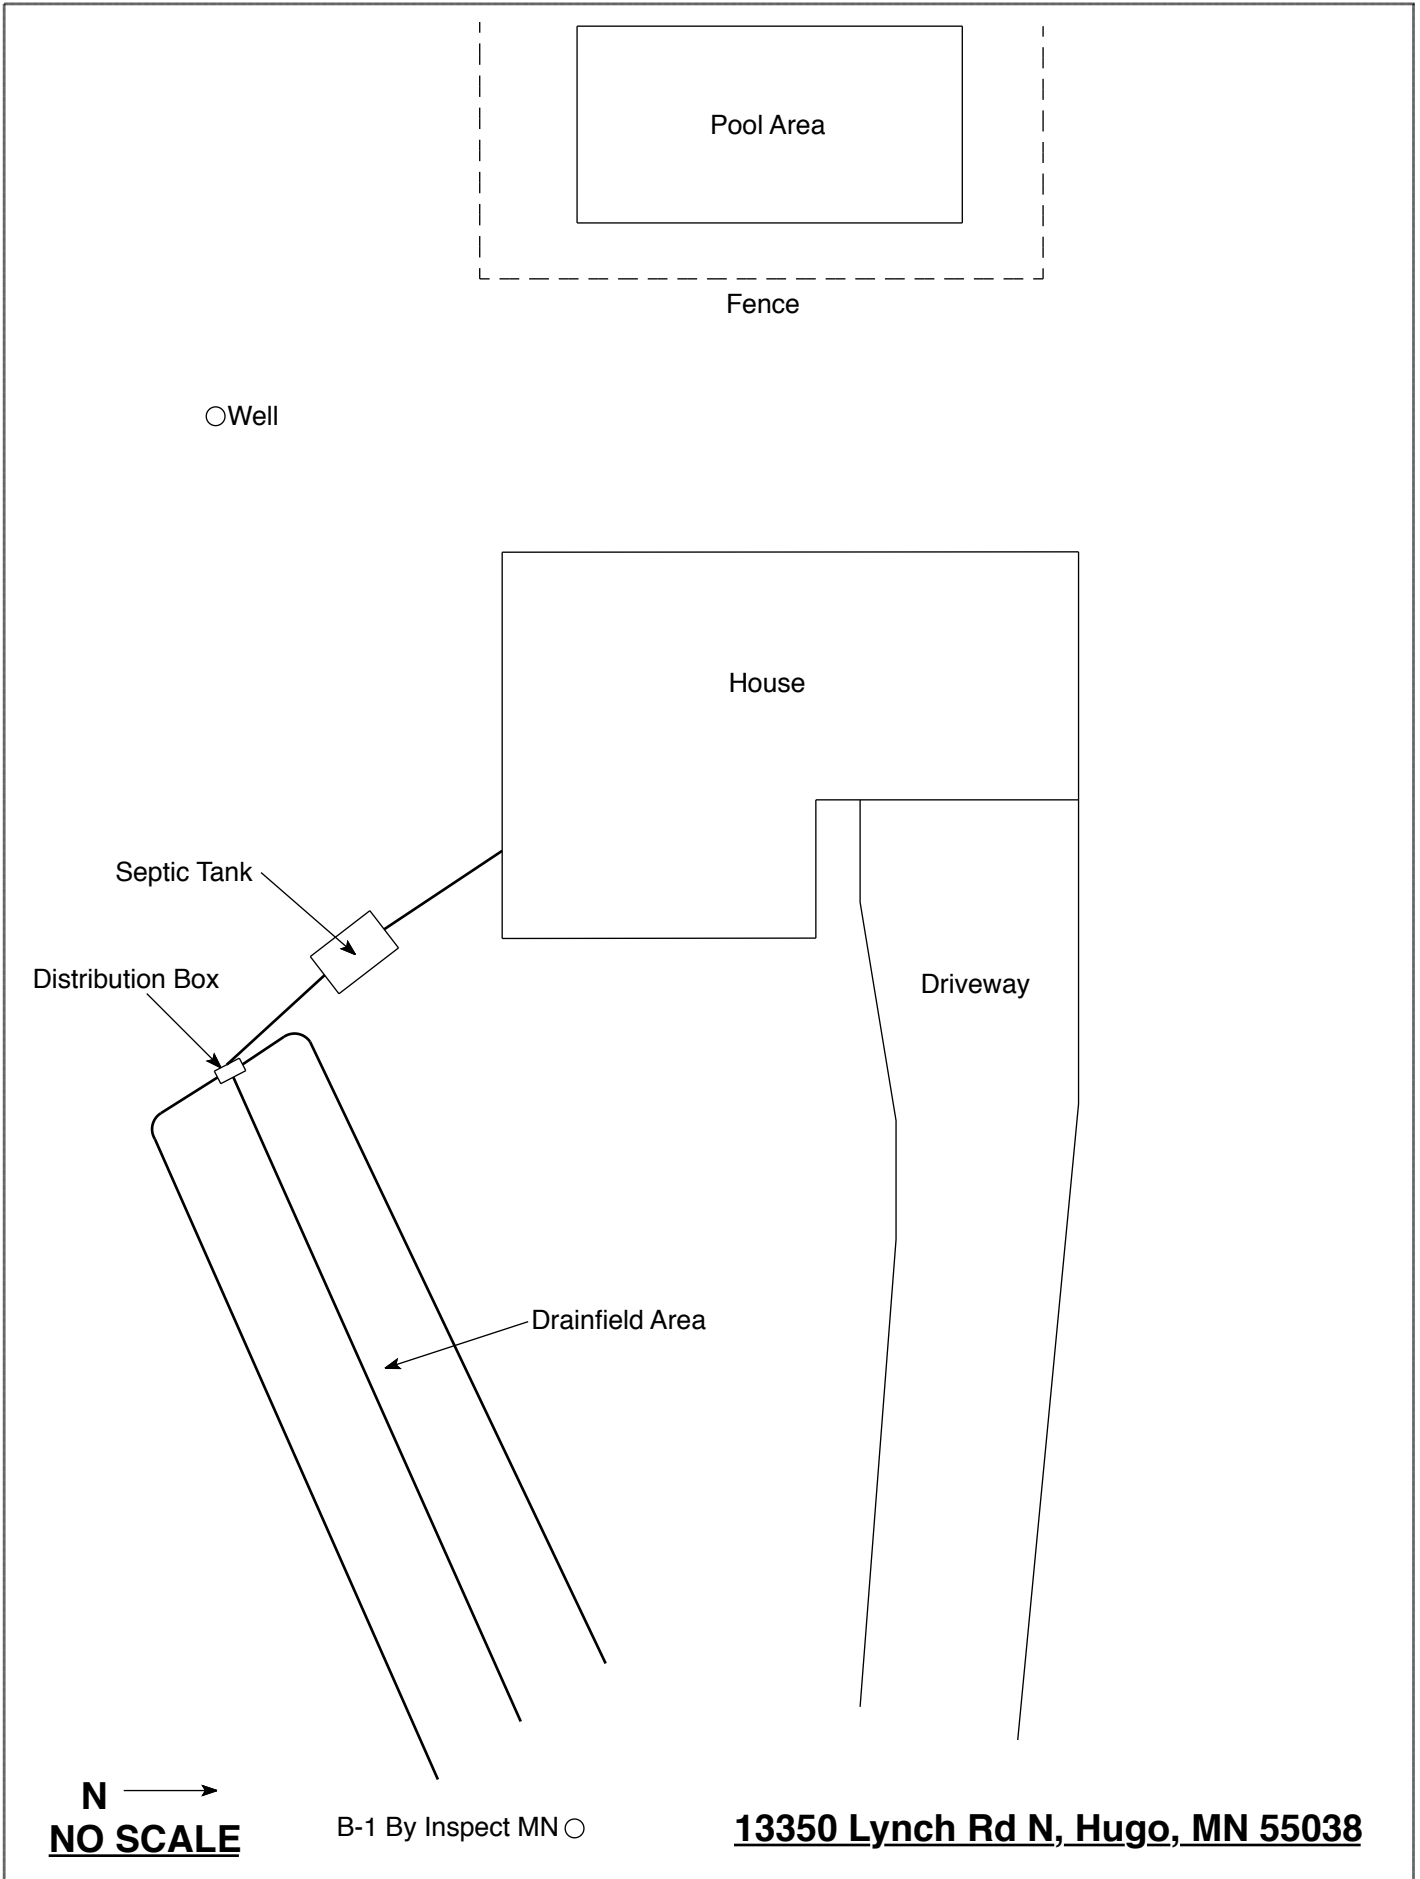 Pool Area
Fence
Well
House
Septic Tank
Distribution Box
Driveway
Drainfield Area
N
NO SCALE
B-1 By Inspect MN
13350 Lynch Rd N, Hugo, MN 55038